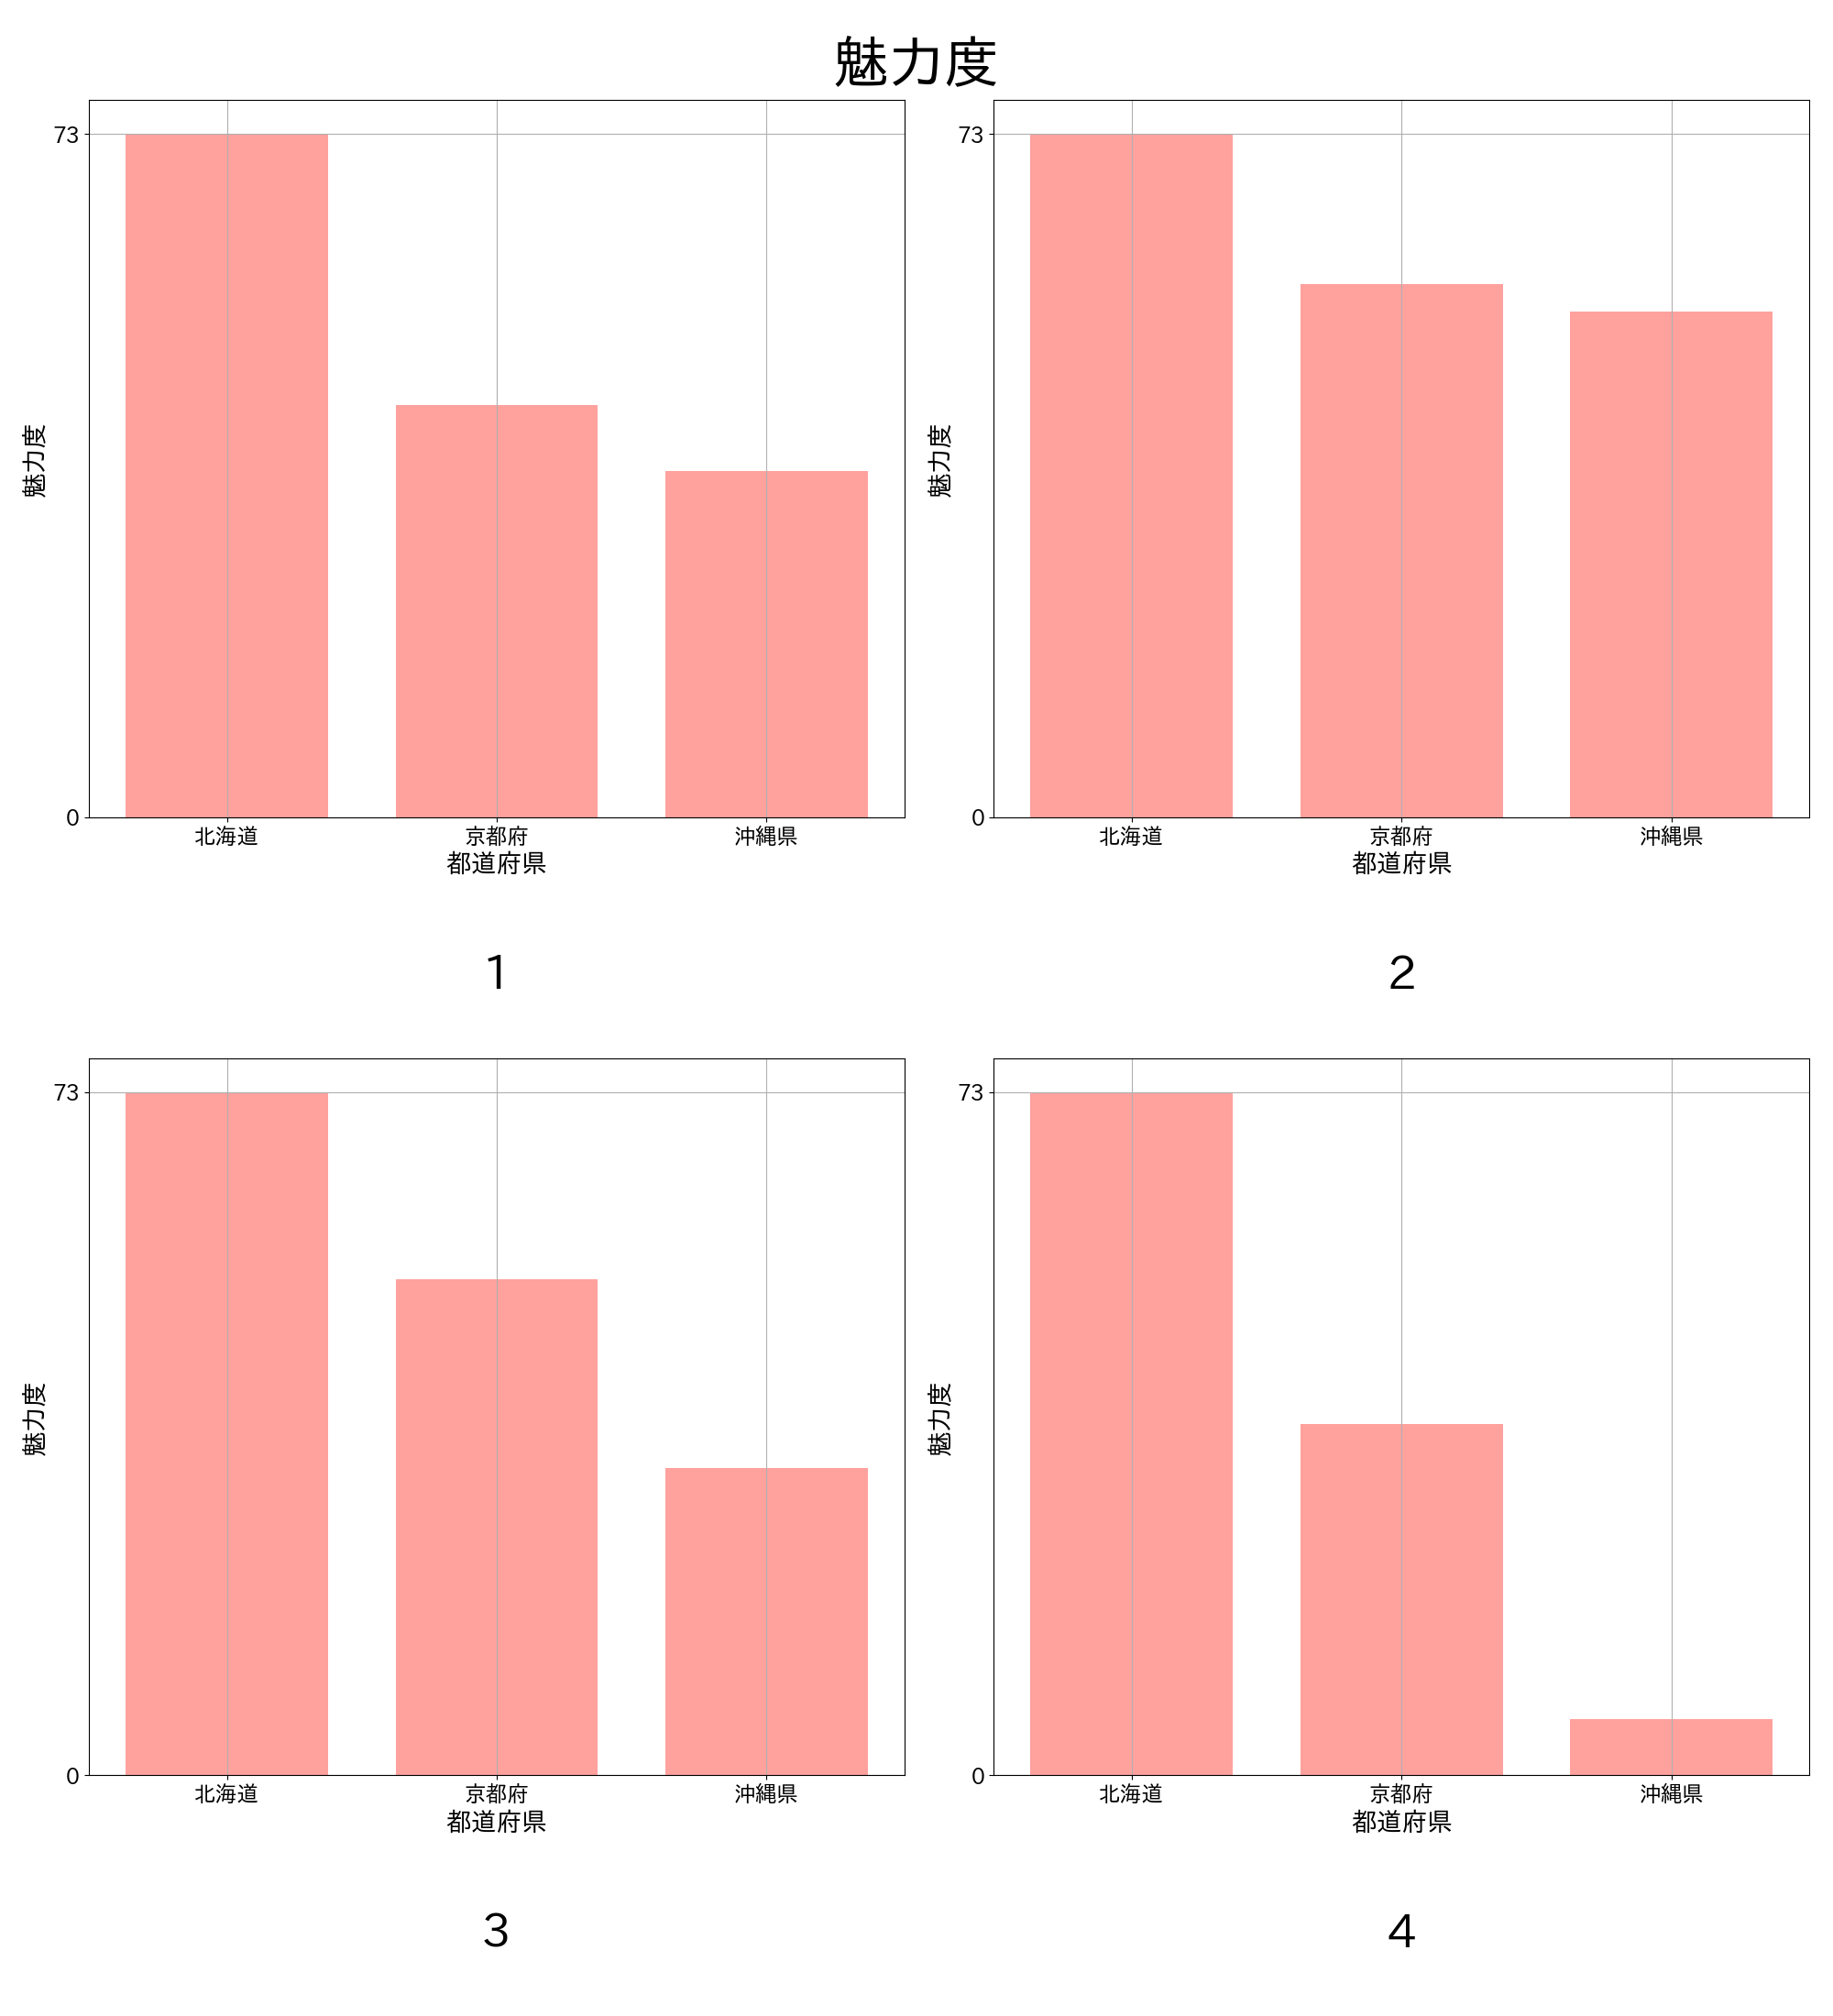 魅力度
73
0
魅力度
北海道 京都府 沖縄県
都道府県
1
73
0
魅力度
北海道 京都府 沖縄県
都道府県
2
73
0
魅力度
北海道 京都府 沖縄県
都道府県
3
73
0
魅力度
北海道 京都府 沖縄県
都道府県
4